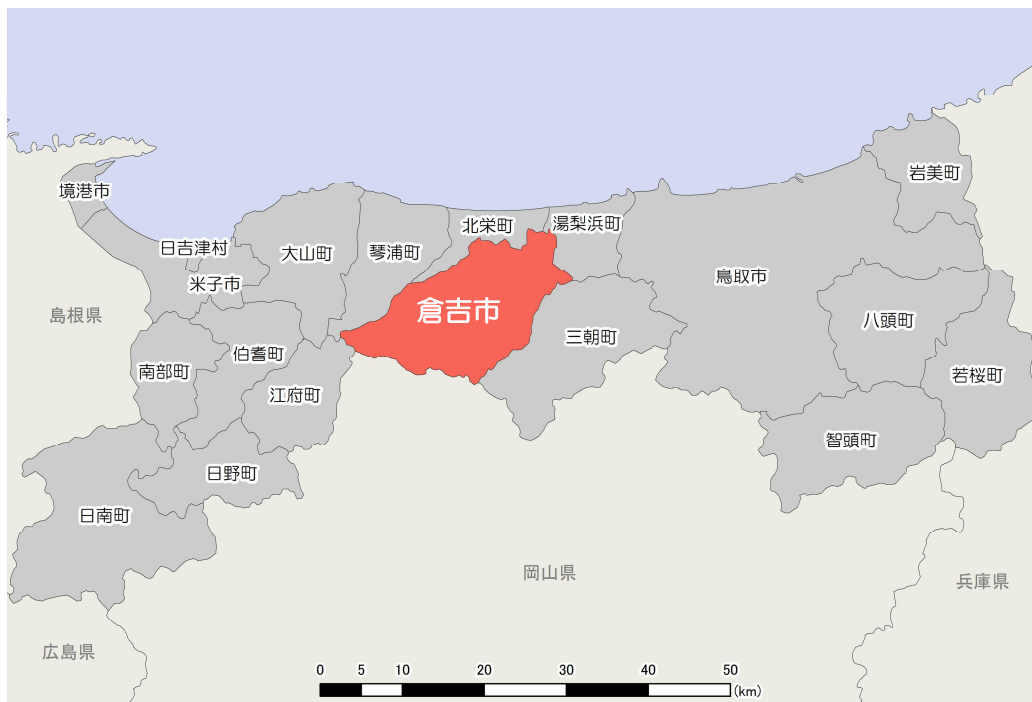 岩美町
境港市
北栄町
湯梨浜町
日吉津村
大山町
琴浦町
鳥取市
米子市
倉吉市
島根県
八頭町
三朝町
伯耆町
南部町
若桜町
江府町
智頭町
日野町
日南町
岡山県
兵庫県
広島県
0 5 10 20 30 40 50
(km)